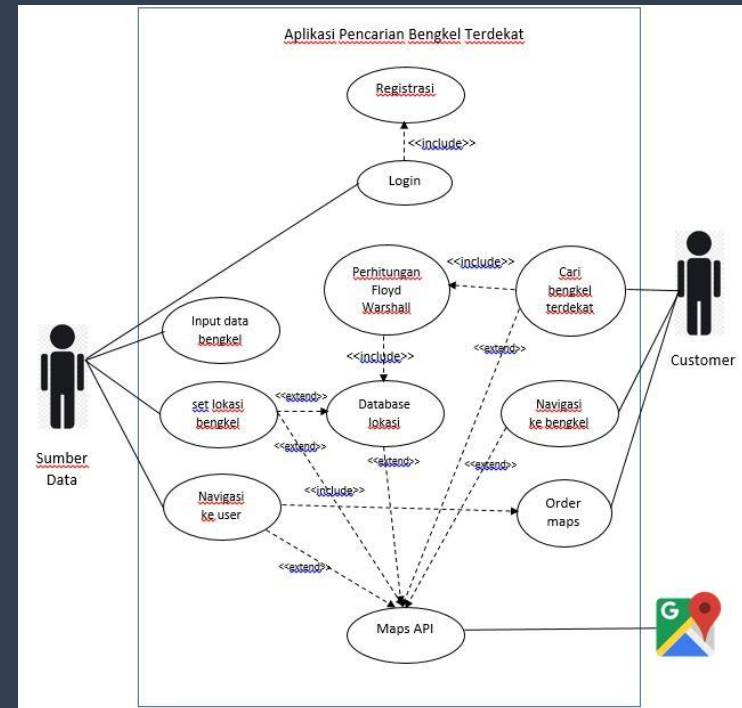 Aplikasi Pencarian Bengkel Terdekat
Registrasi
<<include>>
Login
<<include>>
Perhitungan
Floyd
Warshall
Cari
bengkel
terdekat
Input data
bengkel
<<include>>
<<extend>>
Customer
set lokasi
bengkel
<<extend>>
Database
lokasi
Navigasi
ke bengkel
<<extend>>
<<extend>>
<<extend>>
Sumber
Data
Navigasi
ke user
<<include>>
Order
maps
<<extend>>
Maps API
G